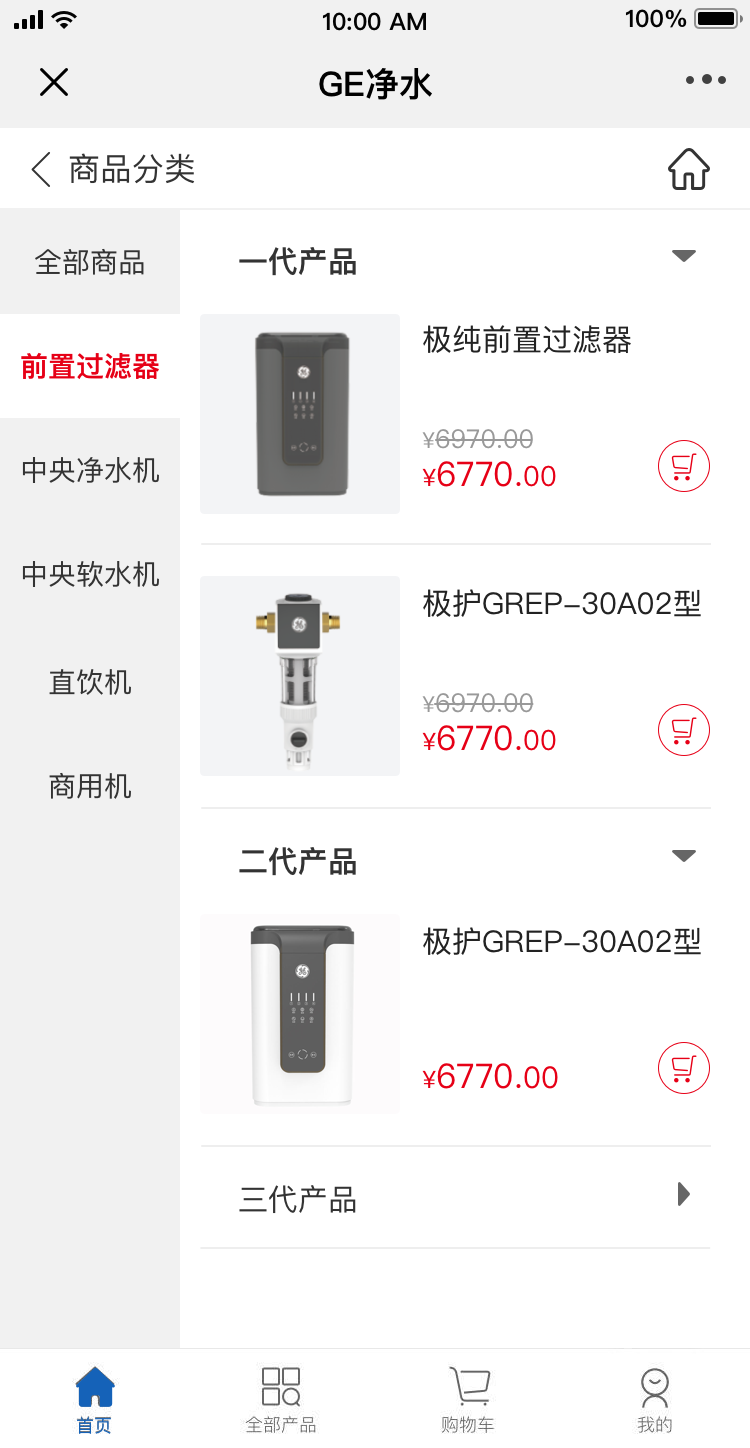 10:00 AM
100%
GE净水
商品分类
全部商品
前置过滤器
中央净水机
中央软水机
直饮机
商用机
一代产品
极纯前置过滤器
¥6970.00
¥6770.00
极护GREP-30A02型
¥6970.00
¥6770.00
二代产品
极护GREP-30A02型
¥6770.00
三代产品
首页
全部产品
购物车
我的